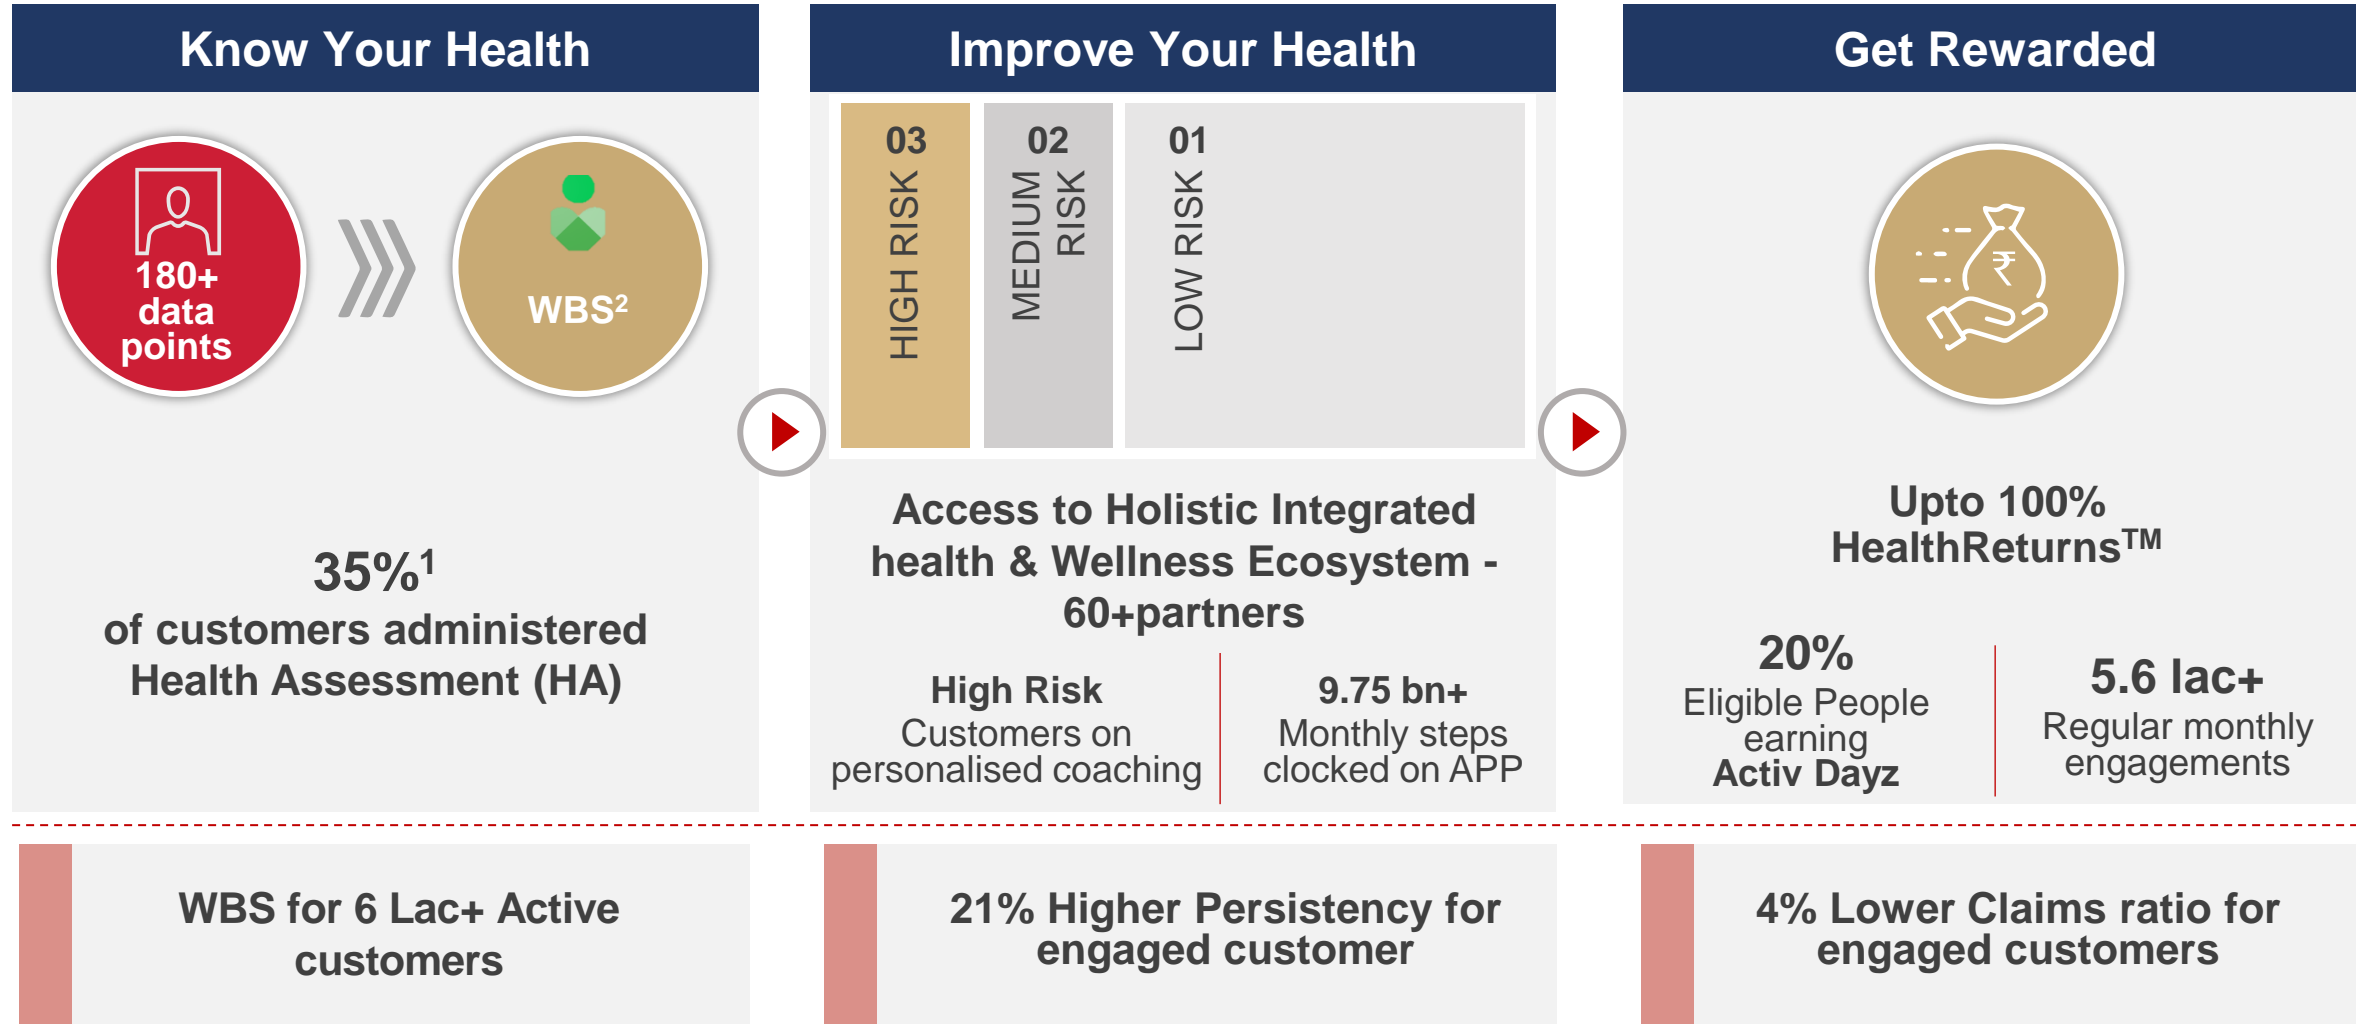 Know Your Health
180+
data
points
WBS²
35%¹
of customers administered
Health Assessment (HA)
Improve Your Health
03
HIGH RISK
02
MEDIUM
RISK
01
LOW RISK
Access to Holistic Integrated
health & Wellness Ecosystem -
60+partners
High Risk
Customers on
personalised coaching
9.75 bn+
Monthly steps
clocked on APP
Get Rewarded
₹
Upto 100%
HealthReturns™
20%
Eligible People
earning
Activ Dayz
5.6 lac+
Regular monthly
engagements
WBS for 6 Lac+ Active
customers
21% Higher Persistency for
engaged customer
4% Lower Claims ratio for
engaged customers